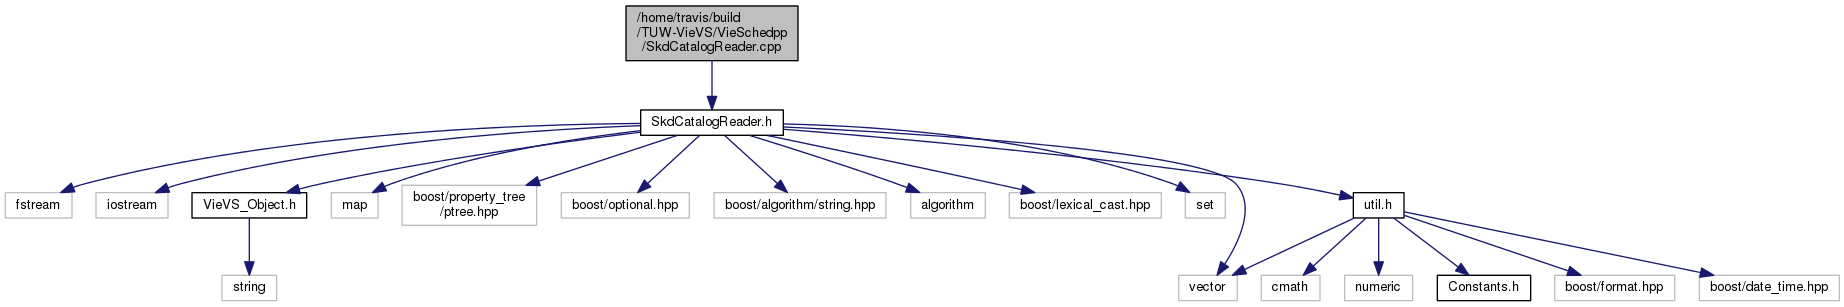 /home/travis/build
/TUW-VieVS/VieSchedpp
/SkdCatalogReader.cpp
SkdCatalogReader.h
fstream
iostream
VieVS_Object.h
map
boost/property_tree
/ptree.hpp
boost/optional.hpp
boost/algorithm/string.hpp
algorithm
boost/lexical_cast.hpp
set
util.h
string
vector
cmath
numeric
Constants.h
boost/format.hpp
boost/date_time.hpp